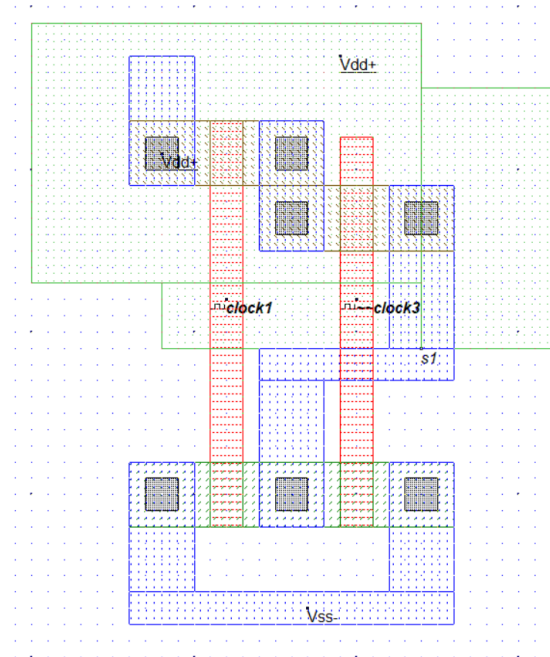 Vdd+
Vdd+
clock1
~~clock3
s1
Vss-